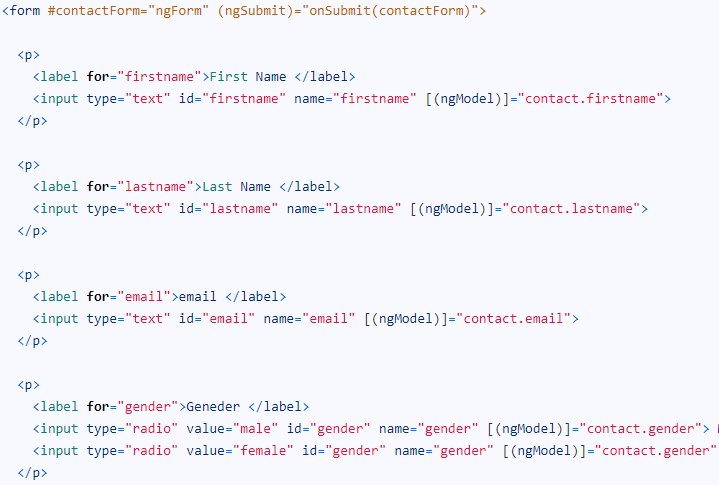 <form #contactForm="ngForm" (ngSubmit)="onSubmit(contactForm)">
<p>
<label for="firstname">First Name </label>
<input type="text" id="firstname" name="firstname" [(ngModel)]="contact.firstname">
</p>
<p>
<label for="lastname">Last Name </label>
<input type="text" id="lastname" name="lastname" [(ngModel)]="contact.lastname">
</p>
<p>
<label for="email">email </label>
<input type="text" id="email" name="email" [(ngModel)]="contact.email">
</p>
<p>
<label for="gender">Geneder </label>
<input type="radio" value="male" id="gender" name="gender" [(ngModel)]="contact.gender">
<input type="radio" value="female" id="gender" name="gender" [(ngModel)]="contact.gender"
</p>